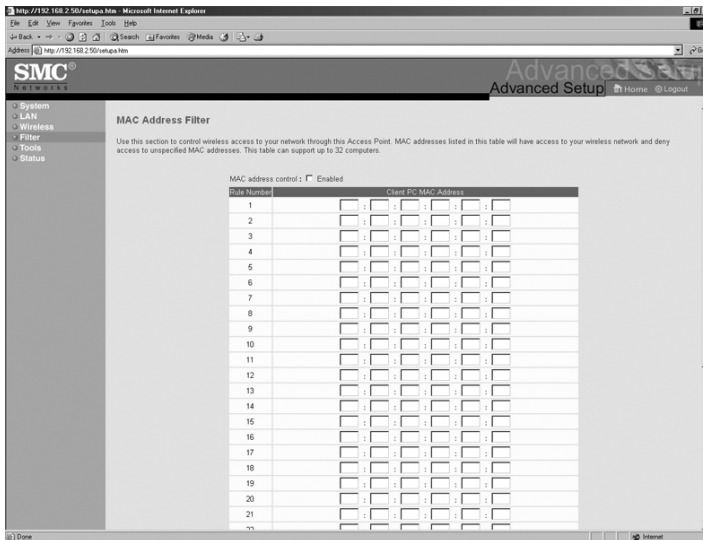 http://192.168.2.50/setupa.htm - Microsoft Internet Explorer
File Edit View Favorites Tools Help
Back Search Favorites Media
Address http://192.168.2.50/setupa.htm
SMC®
Networks
Advanced Setup
Advanced Setup Home Logout
System
LAN
Wireless
Filter
Tools
Status
MAC Address Filter
Use this section to control wireless access to your network through this Access Point. MAC addresses listed in this table will have access to your wireless network and deny
access to unspecified MAC addresses. This table can support up to 32 computers.
MAC address control : Enabled
Rule Number Client PC MAC Address
1 : : : : :
2 : : : : :
3 : : : : :
4 : : : : :
5 : : : : :
6 : : : : :
7 : : : : :
8 : : : : :
9 : : : : :
10 : : : : :
11 : : : : :
12 : : : : :
13 : : : : :
14 : : : : :
15 : : : : :
16 : : : : :
17 : : : : :
18 : : : : :
19 : : : : :
20 : : : : :
21 : : : : :
Done Internet